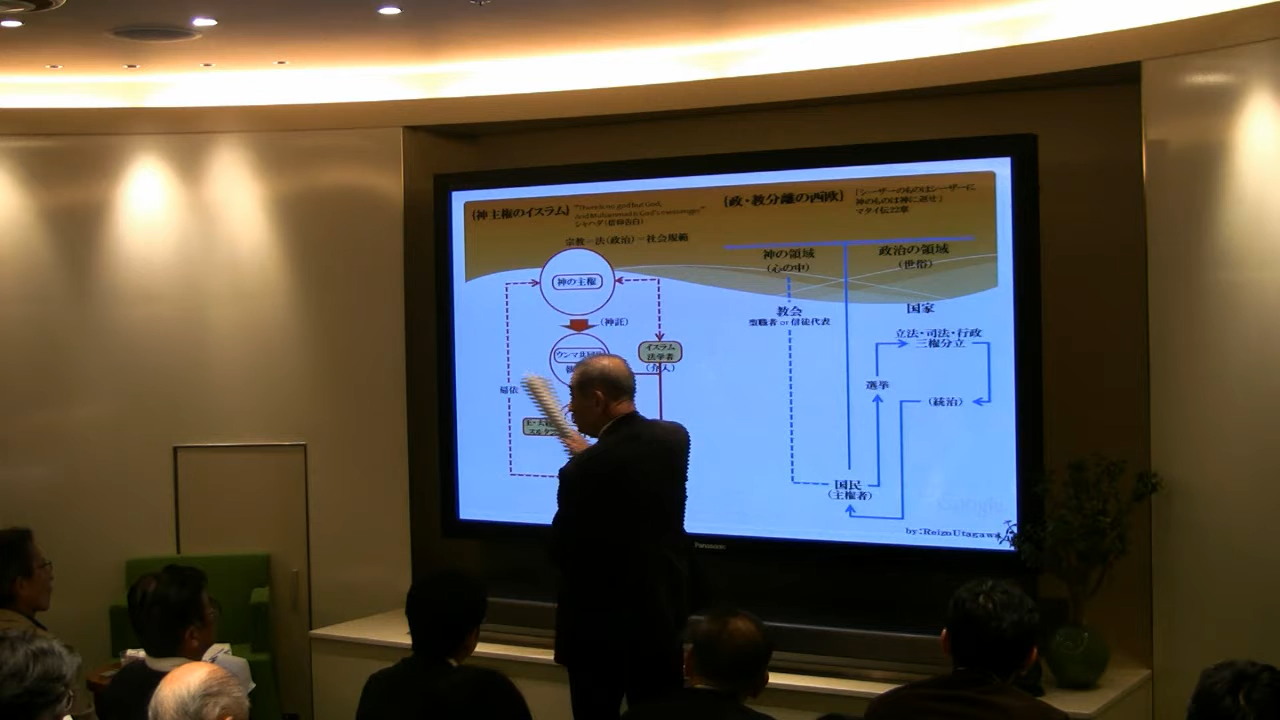 [神主権のイスラム]
"There is no god but God,
And Muhammad is God's messenger"
シャハダ(信仰告白)
宗教=法(政治)=社会規範
神の主権
(神託)
イスラム
法学者
(介入)
帰依
[政・教分離の西欧]
「シーザーのものはシーザーに
神のものは神に返せ」
マタイ伝22章
神の領域
(心の中)
政治の領域
(世俗)
教会
聖職者 or 信徒代表
国家
立法・司法・行政
三権分立
選挙
(統治)
国民
(主権者)
by:Reizo Utagawa
Panasonic